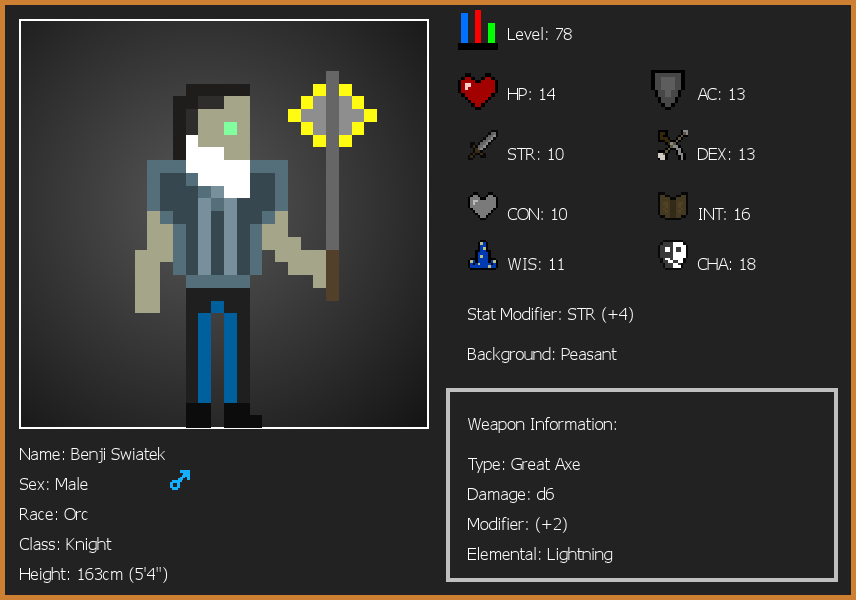 Level: 78
HP: 14
AC: 13
STR: 10
DEX: 13
CON: 10
INT: 16
WIS: 11
CHA: 18
Stat Modifier: STR (+4)
Background: Peasant
Weapon Information:
Type: Great Axe
Damage: d6
Modifier: (+2)
Elemental: Lightning
Name: Benji Swiatek
Sex: Male
Race: Orc
Class: Knight
Height: 163cm (5'4")